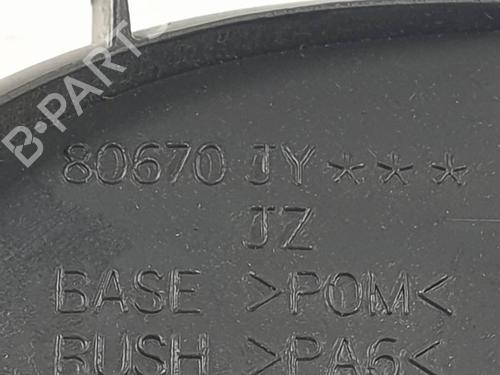 B-PARTS
80670 JY***
JZ
BASE >POM<
BUSH >PA6<